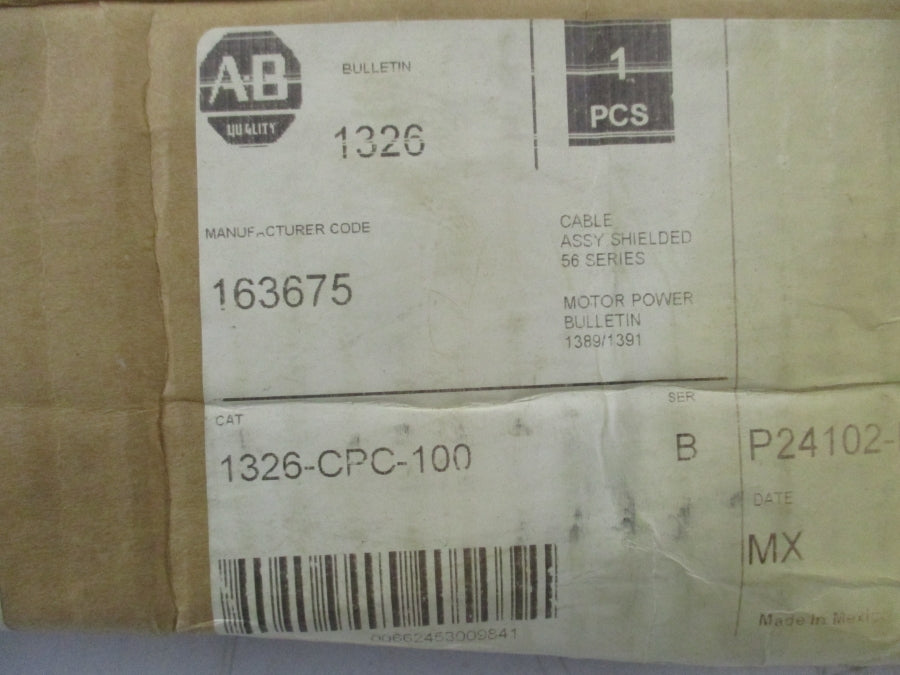 A-B
QUALITY
BULLETIN
1326
1
PCS
MANUFACTURER CODE
163675
CABLE
ASSY SHIELDED
56 SERIES
MOTOR POWER
BULLETIN
1389/1391
CAT
1326-CPC-100
SER
B
P24102-
DATE
MX
00662453009841
Made In Mexico